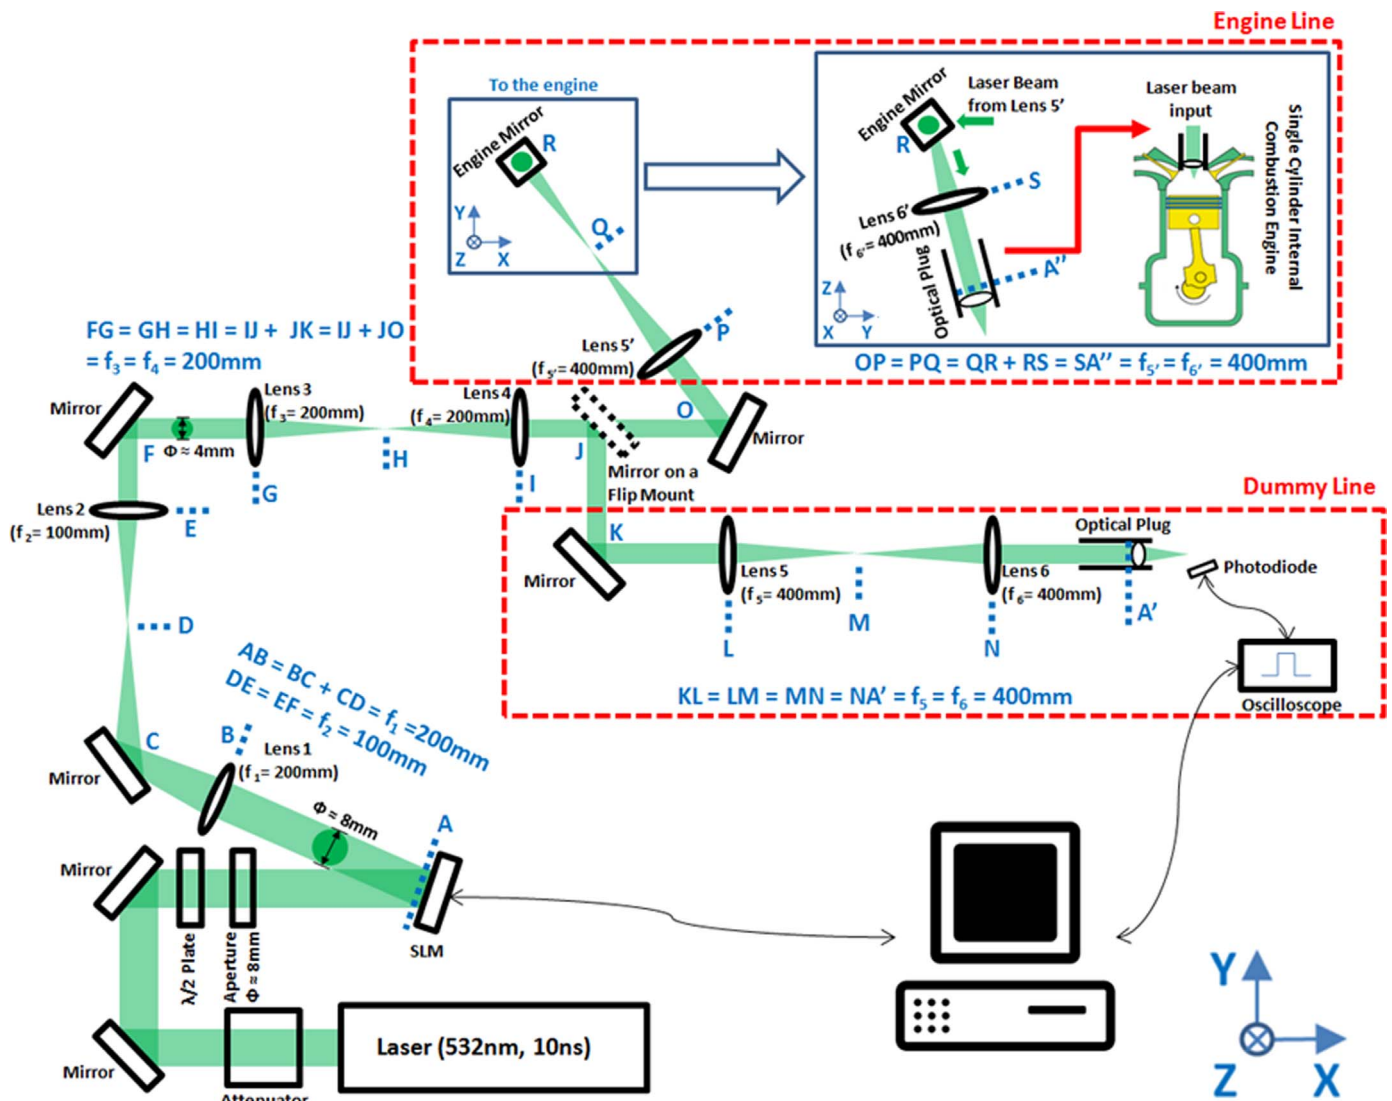 Engine Line
To the engine
Engine Mirror
R
Q
Y
Z
X
Engine Mirror
R
Laser Beam
from Lens 5’
S
Lens 6’
(f6’ = 400mm)
Optical Plug
A’’
Z
X
Y
Laser beam
input
Single Cylinder Internal
Combustion Engine
OP = PQ = QR + RS = SA’’ = f5’ = f6’ = 400mm
P
Lens 5’
(f5’ = 400mm)
O
Mirror
FG = GH = HI = IJ + JK = IJ + JO
= f3 = f4 = 200mm
Mirror
F
Φ ≈ 4mm
Lens 3
(f3 = 200mm)
G
H
Lens 4
(f4 = 200mm)
I
J
Mirror on a
Flip Mount
Lens 2
(f2 = 100mm)
E
D
Dummy Line
K
Mirror
Lens 5
(f5 = 400mm)
L
M
Lens 6
(f6 = 400mm)
N
Optical Plug
A’
Photodiode
Oscilloscope
KL = LM = MN = NA’ = f5 = f6 = 400mm
AB = BC + CD = f1 =200mm
DE = EF = f2 = 100mm
C
Mirror
B
Lens 1
(f1 = 200mm)
Φ ≈ 8mm
A
SLM
Mirror
λ/2 Plate
Aperture
Φ ≈ 8mm
Mirror
Attenuator
Laser (532nm, 10ns)
Y
Z
X